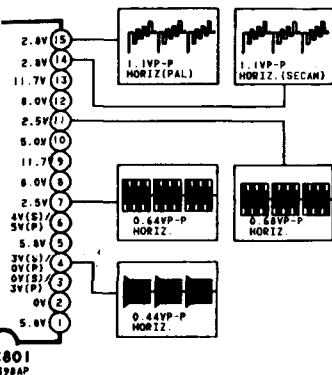 2.8V 15
2.8V 14
11.7V 13
8.0V 12
2.5V 11
5.0V 10
11.7 9
8.0V 8
2.5V 7
4V(S)/
5V(P) 6
5.8V 5
0V(P) 4
0V(S)/
3V(P) 3
0V 2
5.8V 1
1.1VP-P
HORIZ(PAL)
1.1VP-P
HORIZ.(SECAM)
0.64VP-P
HORIZ.
0.68VP-P
HORIZ.
0.44VP-P
HORIZ.
801
398AP